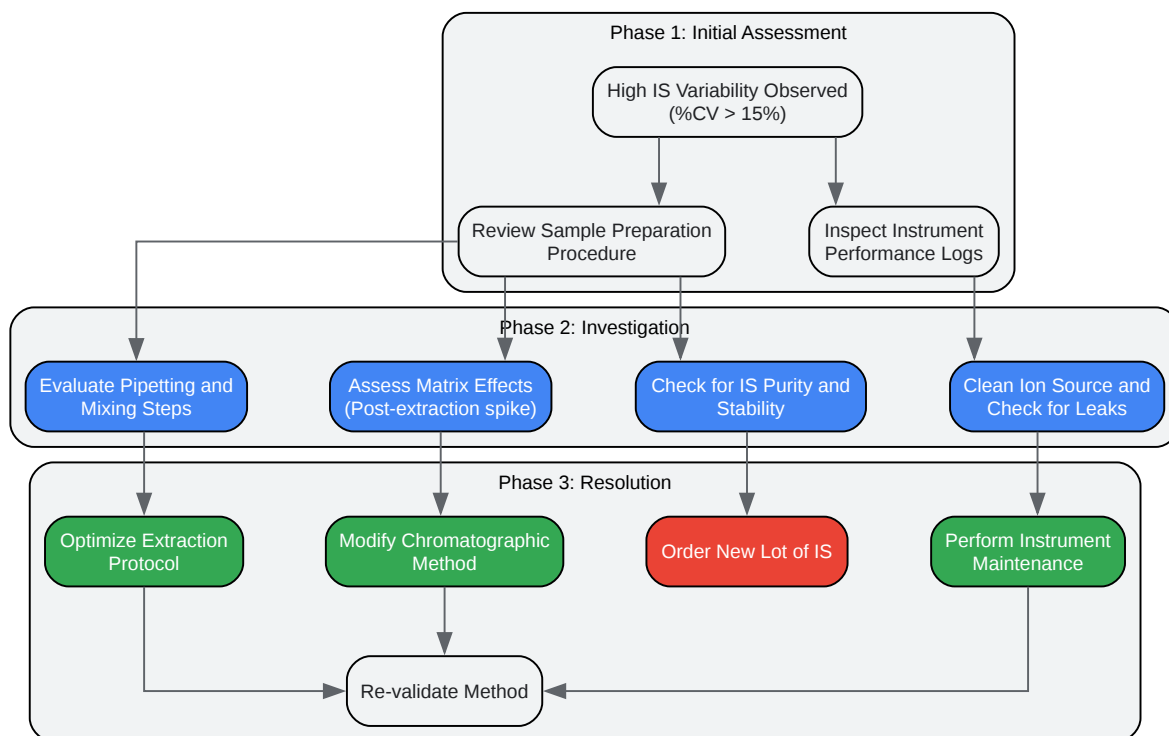 Phase 1: Initial Assessment
High IS Variability Observed
(%CV > 15%)
Review Sample Preparation
Procedure
Inspect Instrument
Performance Logs
Phase 2: Investigation
Evaluate Pipetting and
Mixing Steps
Assess Matrix Effects
(Post-extraction spike)
Check for IS Purity and
Stability
Clean Ion Source and
Check for Leaks
Phase 3: Resolution
Optimize Extraction
Protocol
Modify Chromatographic
Method
Order New Lot of IS
Perform Instrument
Maintenance
Re-validate Method